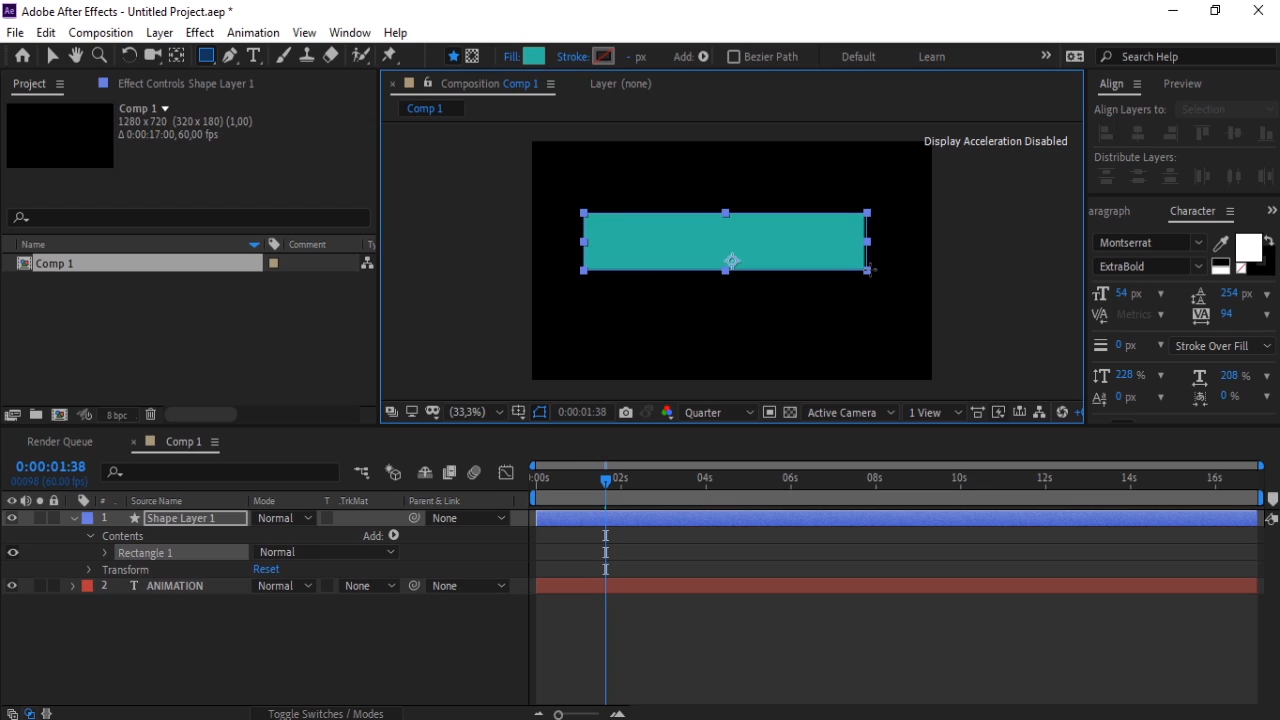 Adobe After Effects - Untitled Project.aep *
File Edit Composition Layer Effect Animation View Window Help
Fill: Stroke: - px Add: Bezier Path Default Learn Search Help
Project Effect Controls Shape Layer 1 Composition Comp 1 Layer (none) Align Preview
Comp 1
1280 x 720 (320 x 180) (1,00)
Δ 0:00:17:00, 60,00 fps
Comp 1
Align Layers to: Selection
Display Acceleration Disabled
Distribute Layers:
aragraph Character
Name Comment Ty
Montserrat
Comp 1
ExtraBold
54 px 254 px
Metrics 94
0 px Stroke Over Fill
228 % 208 %
0 px 0 %
8 bpc (33,3%) 0:00:01:38 Quarter Active Camera 1 View +0
Render Queue Comp 1
0:00:01:38
00098 (60.00 fps)
:00s 02s 04s 06s 08s 10s 12s 14s 16s
# Source Name Mode T .TrkMat Parent & Link
1 Shape Layer 1 Normal None
Contents Add:
Rectangle 1 Normal
Transform Reset
2 T ANIMATION Normal None None
Toggle Switches / Modes